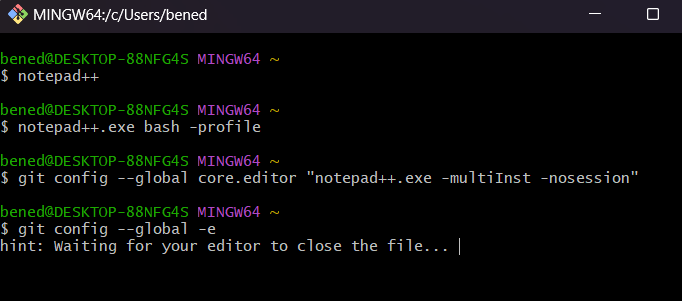 MINGW64:/c/Users/bened
bened@DESKTOP-88NFG4S MINGW64 ~
$ notepad++
bened@DESKTOP-88NFG4S MINGW64 ~
$ notepad++.exe bash -profile
bened@DESKTOP-88NFG4S MINGW64 ~
$ git config --global core.editor "notepad++.exe -multiInst -nosession"
bened@DESKTOP-88NFG4S MINGW64 ~
$ git config --global -e
hint: Waiting for your editor to close the file...